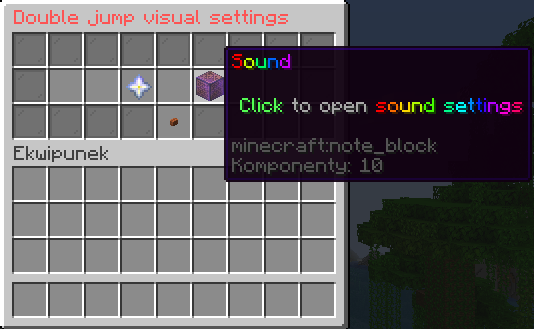 Double jump visual settings
Sound
Click to open sound settings
minecraft:note_block
Komponenty: 10
Ekwipunek